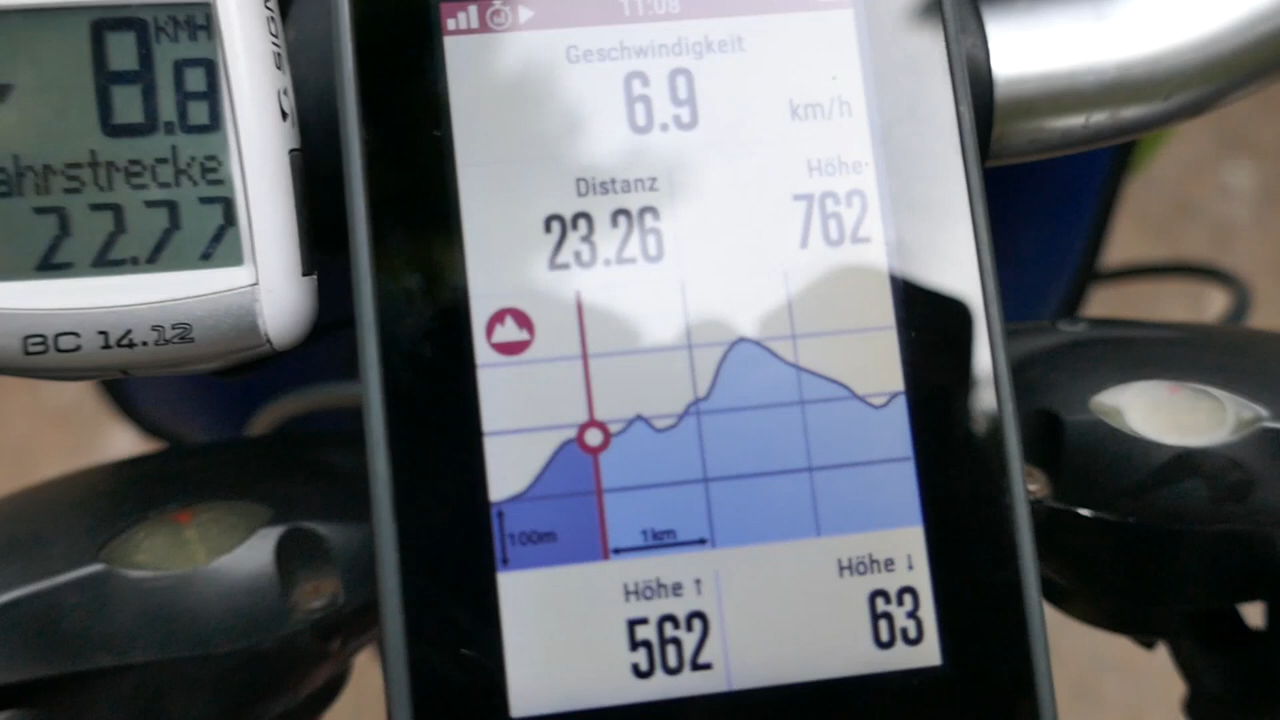 8.8 KMH
ahrstrecke
22.77
BC 14.12
SIGM
11:08
Geschwindigkeit
6.9 km/h
Distanz
23.26
Höhe
762
100m
1km
Höhe ↑
562
Höhe ↓
63